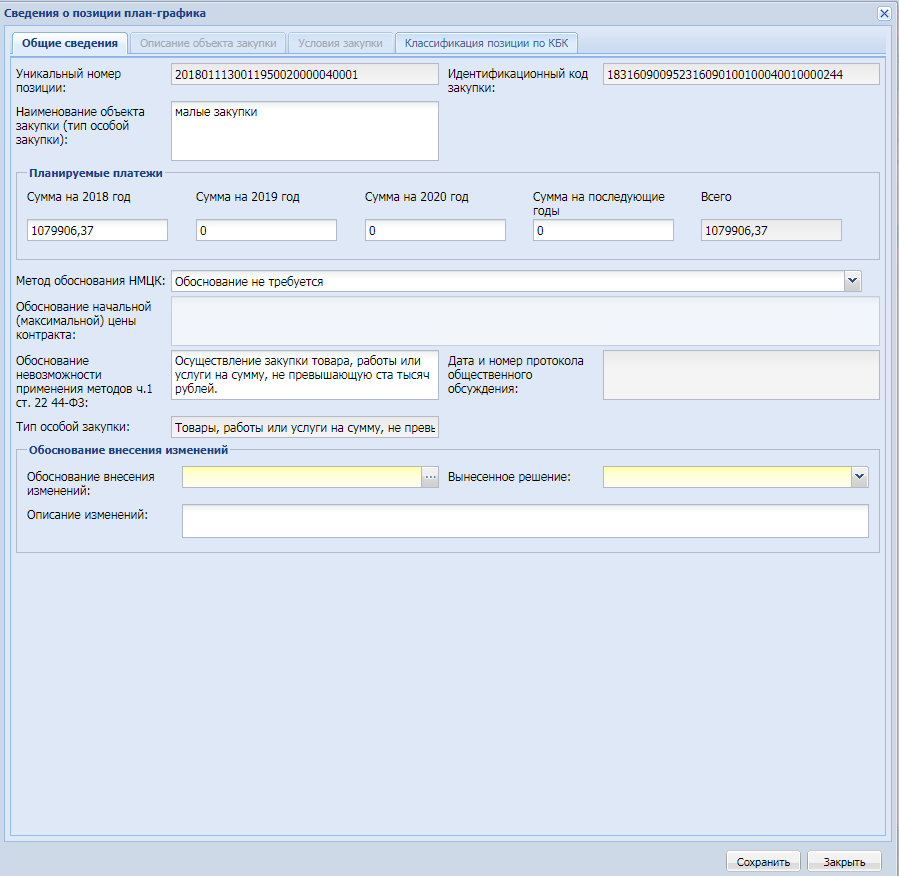 Сведения о позиции план-графика
Общие сведения
Описание объекта закупки
Условия закупки
Классификация позиции по КБК
Уникальный номер
позиции:
2018011130011950020000040001
Идентификационный код
закупки:
183160900952316090100100040010000244
Наименование объекта
закупки (тип особой
закупки):
малые закупки
Планируемые платежи
Сумма на 2018 год
Сумма на 2019 год
Сумма на 2020 год
Сумма на последующие
годы
Всего
1079906,37
0
0
0
1079906,37
Метод обоснования НМЦК:
Обоснование не требуется
Обоснование начальной
(максимальной) цены
контракта:
Обоснование
невозможности
применения методов ч.1
ст. 22 44-ФЗ:
Осуществление закупки товара, работы или
услуги на сумму, не превышающую ста тысяч
рублей.
Дата и номер протокола
общественного
обсуждения:
Тип особой закупки:
Товары, работы или услуги на сумму, не превы
Обоснование внесения изменений
Обоснование внесения
изменений:
...
Вынесенное решение:
Описание изменений:
Сохранить
Закрыть